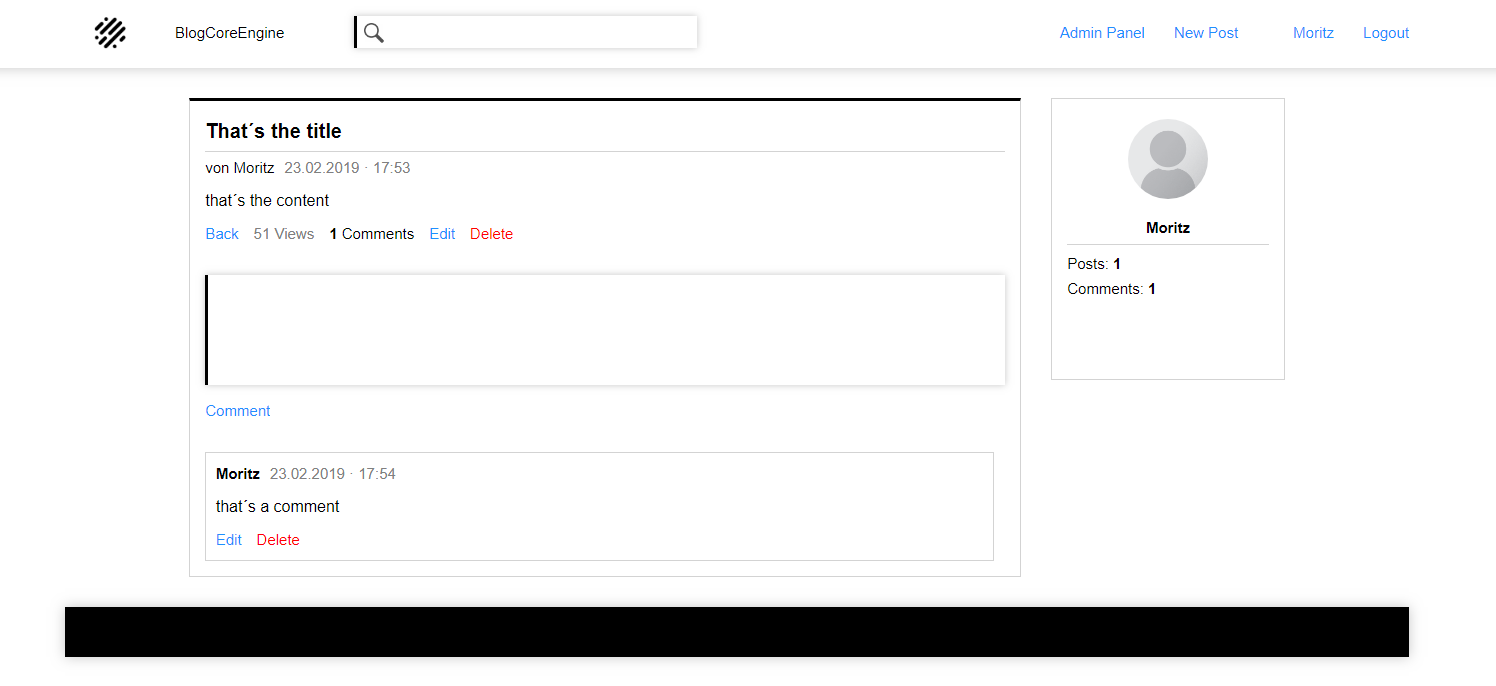 BlogCoreEngine
Admin Panel New Post Moritz Logout
That´s the title
von Moritz 23.02.2019 · 17:53
that´s the content
Back 51 Views 1 Comments Edit Delete
Comment
Moritz 23.02.2019 · 17:54
that´s a comment
Edit Delete
Moritz
Posts: 1
Comments: 1